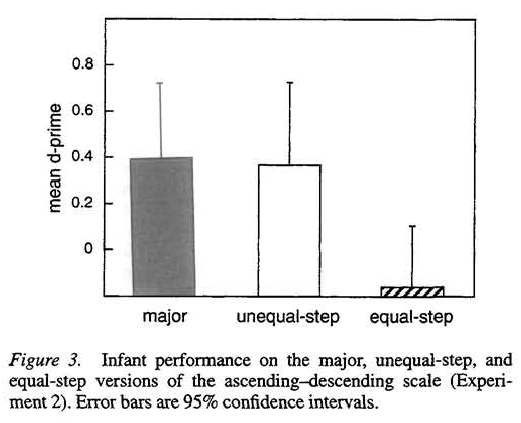 0.8
0.6
0.4
0.2
0
mean d-prime
major unequal-step equal-step
Figure 3. Infant performance on the major, unequal-step, and
equal-step versions of the ascending–descending scale (Experi-
ment 2). Error bars are 95% confidence intervals.